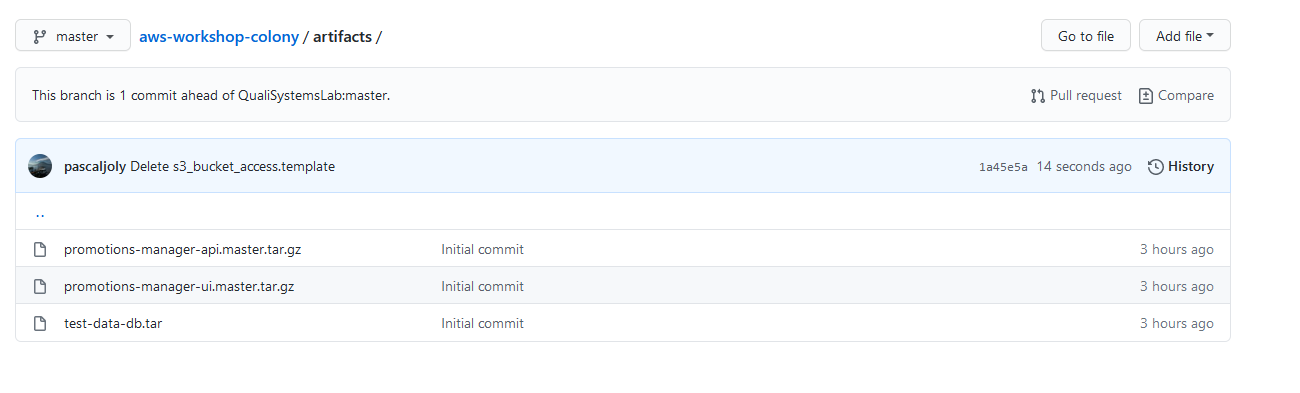 master aws-workshop-colony / artifacts / Go to file Add file
This branch is 1 commit ahead of QualiSystemsLab:master. Pull request Compare
pascaljoly Delete s3_bucket_access.template 1a45e5a 14 seconds ago History
..
promotions-manager-api.master.tar.gz Initial commit 3 hours ago
promotions-manager-ui.master.tar.gz Initial commit 3 hours ago
test-data-db.tar Initial commit 3 hours ago